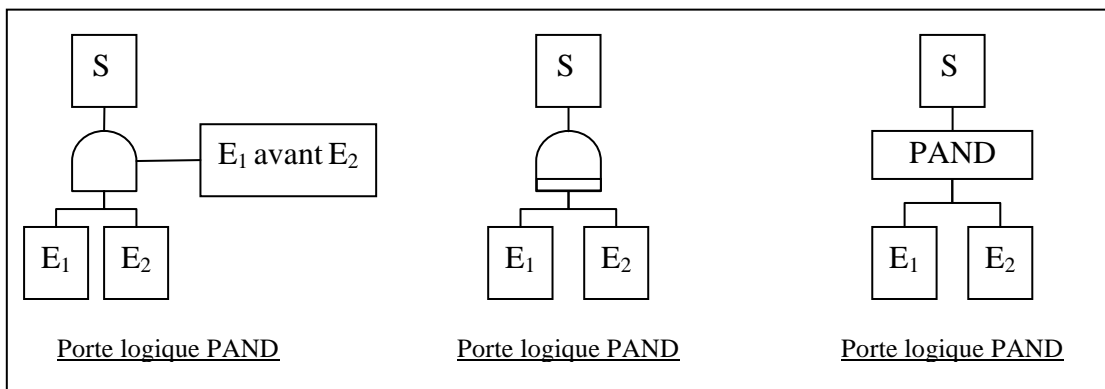 S
E₁ avant E₂
E₁ E₂
Porte logique PAND
S
E₁ E₂
Porte logique PAND
S
PAND
E₁ E₂
Porte logique PAND